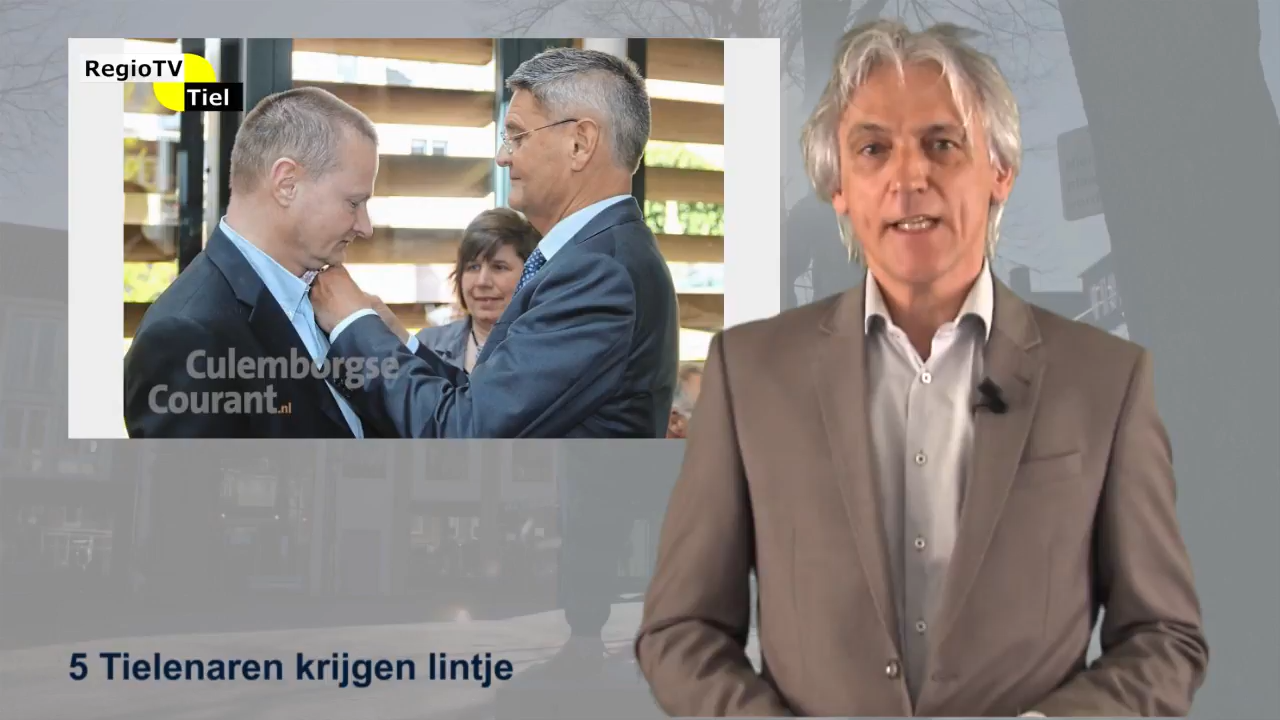 RegioTV
Tiel
Culemborgse
Courant.nl
5 Tielenaren krijgen lintje